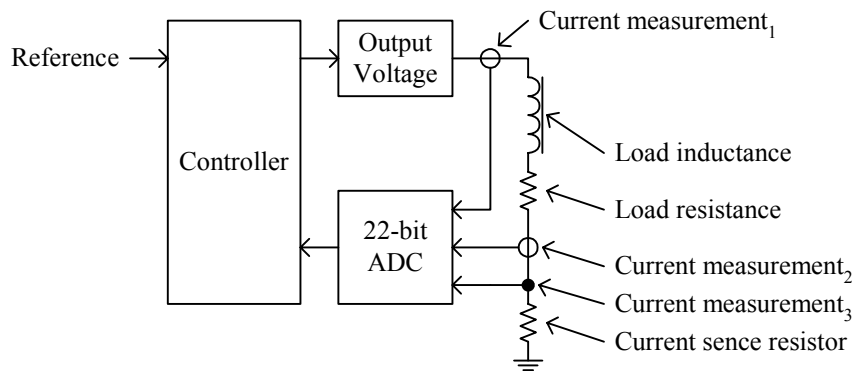 Reference
Controller
Output
Voltage
22-bit
ADC
Current measurement₁
Load inductance
Load resistance
Current measurement₂
Current measurement₃
Current sence resistor